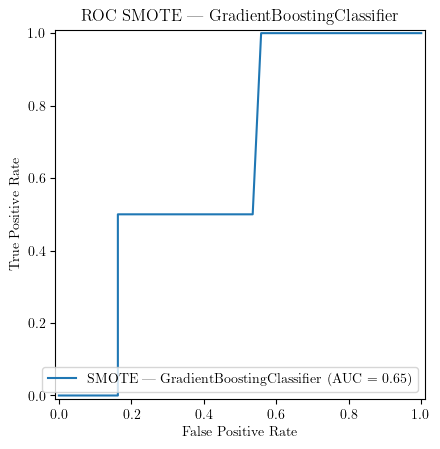 ROC SMOTE — GradientBoostingClassifier
1.0
0.8
0.6
0.4
0.2
0.0
True Positive Rate
SMOTE — GradientBoostingClassifier (AUC = 0.65)
0.0 0.2 0.4 0.6 0.8 1.0
False Positive Rate